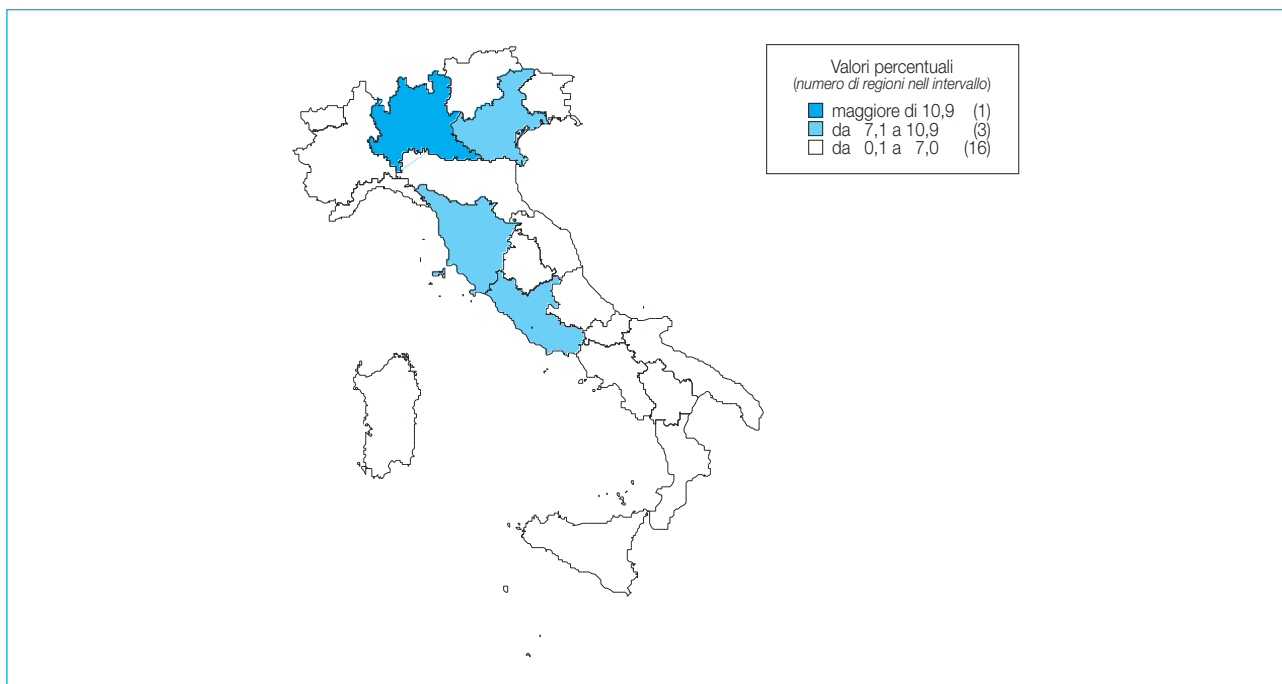 Valori percentuali
(numero di regioni nell intervallo)
maggiore di 10,9 (1)
da 7,1 a 10,9 (3)
da 0,1 a 7,0 (16)